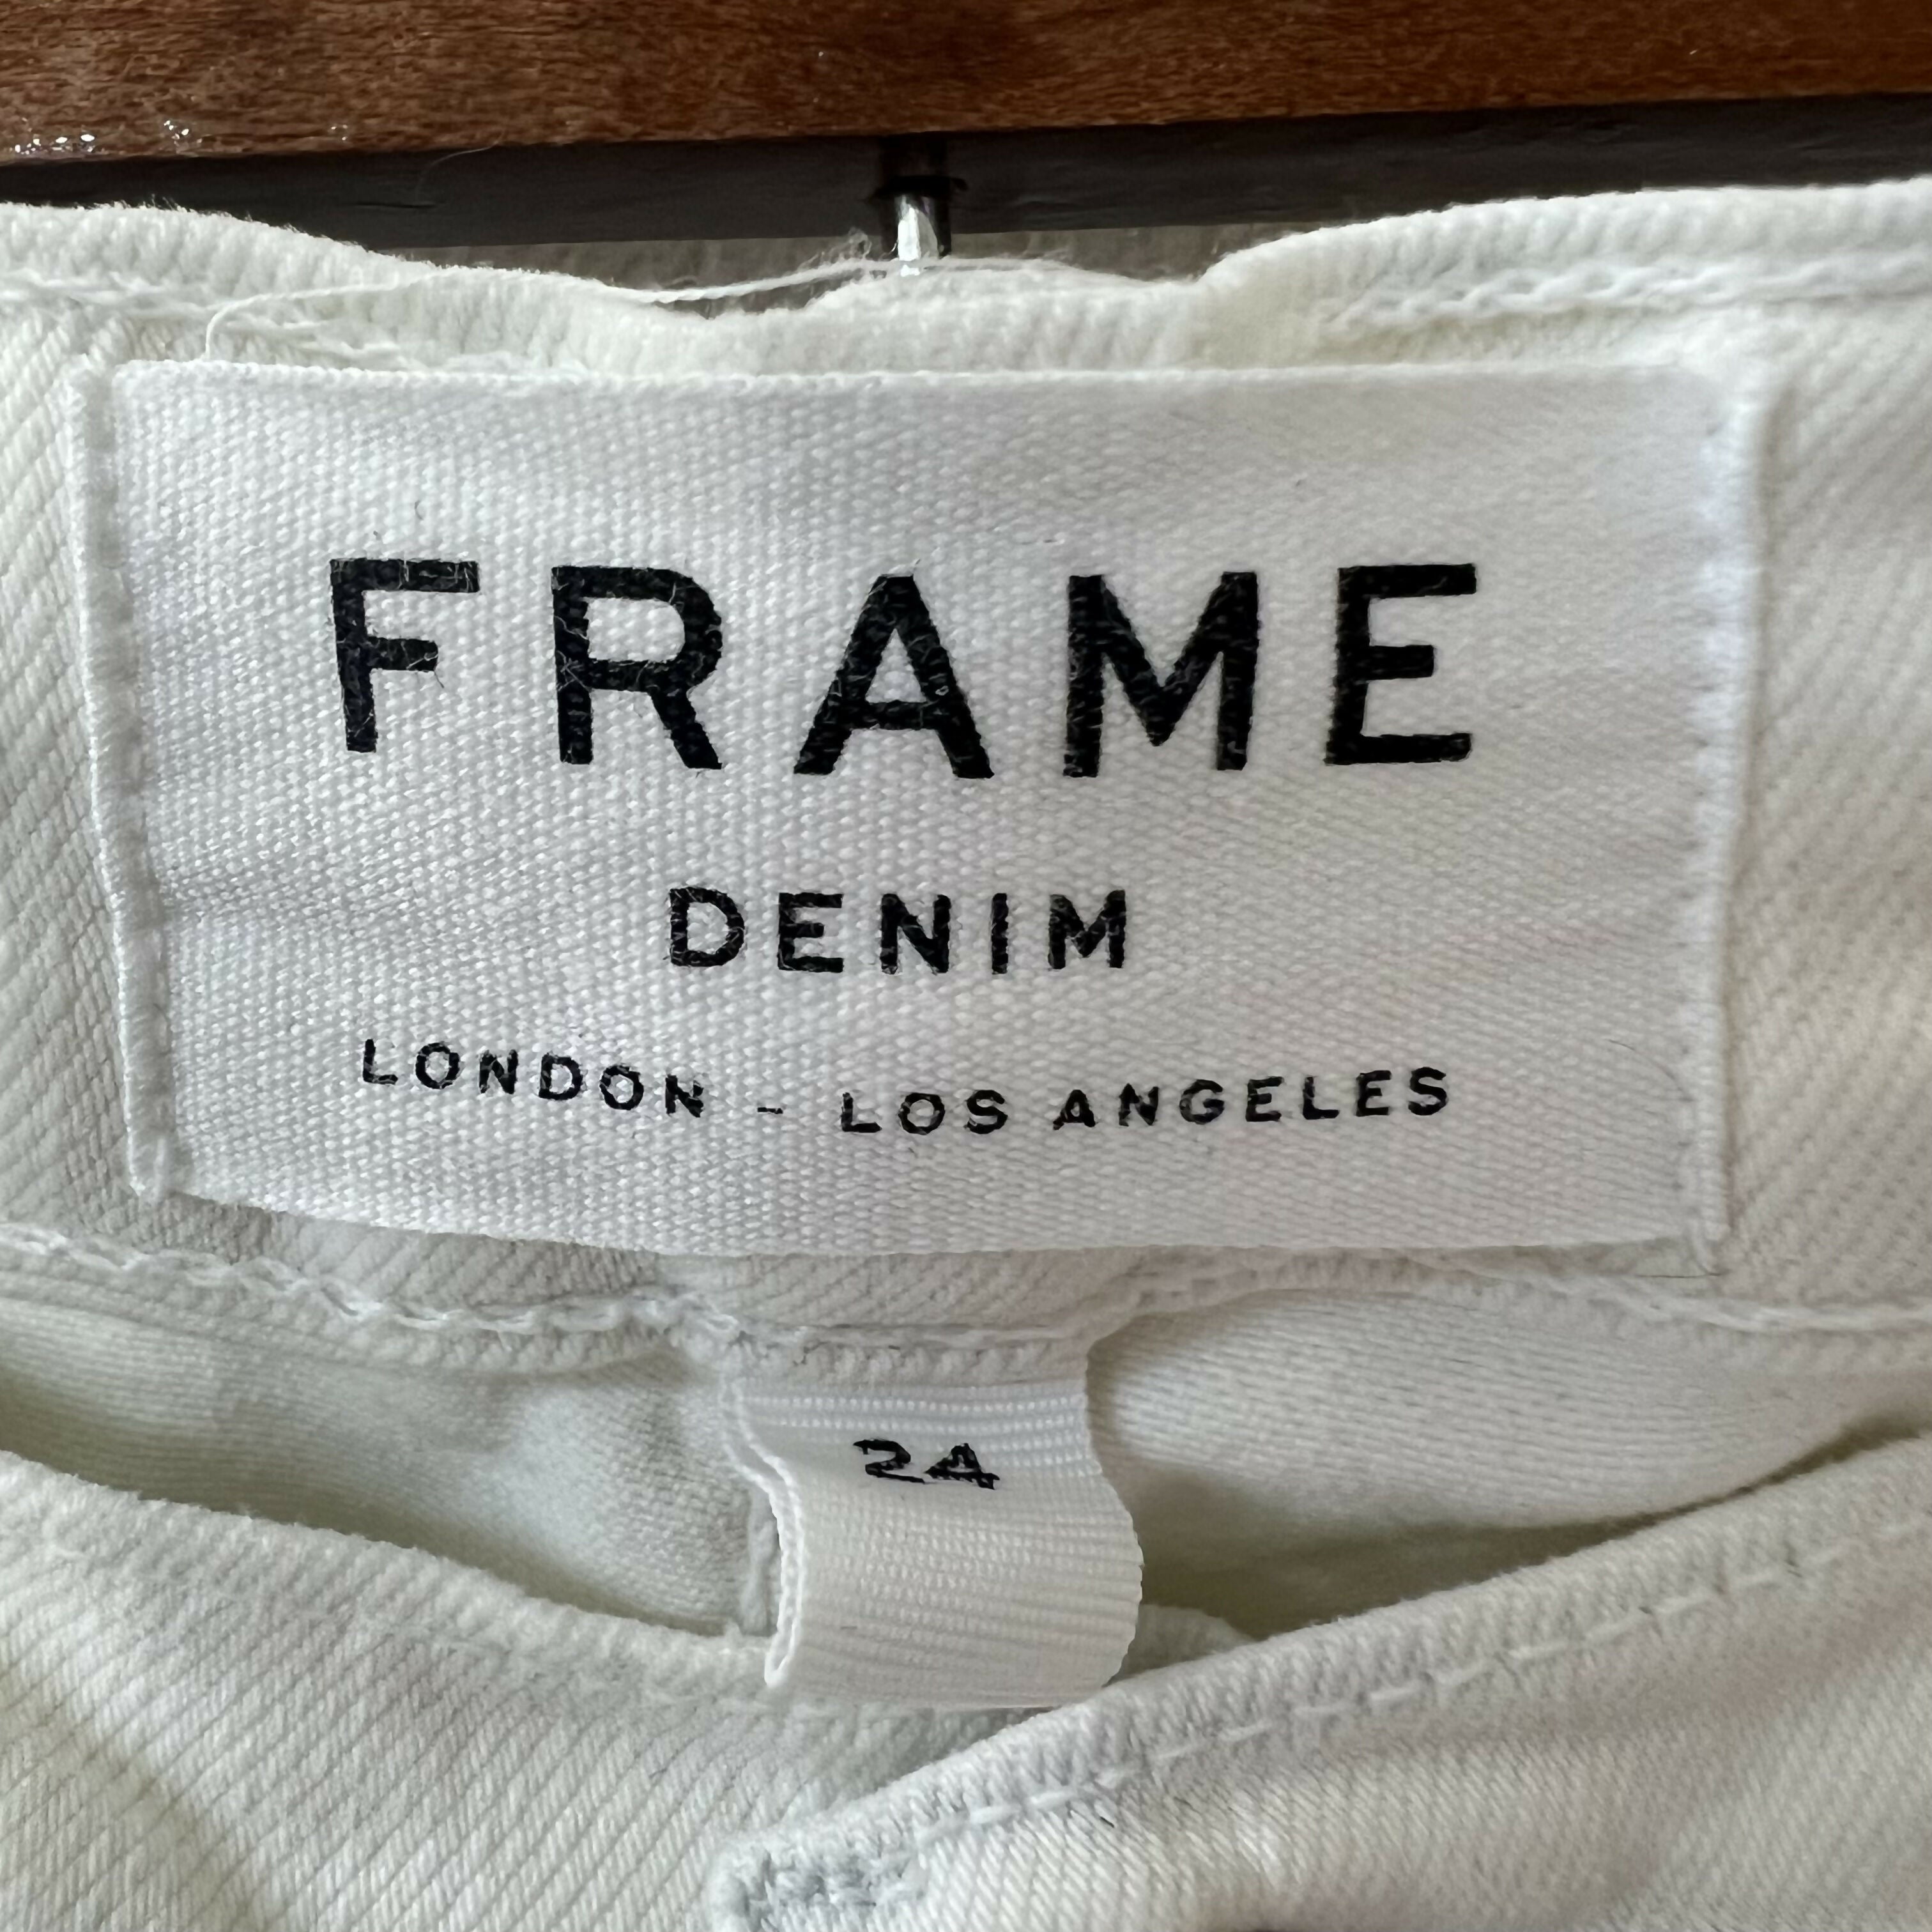 FRAME
DENIM
LONDON - LOS ANGELES
24